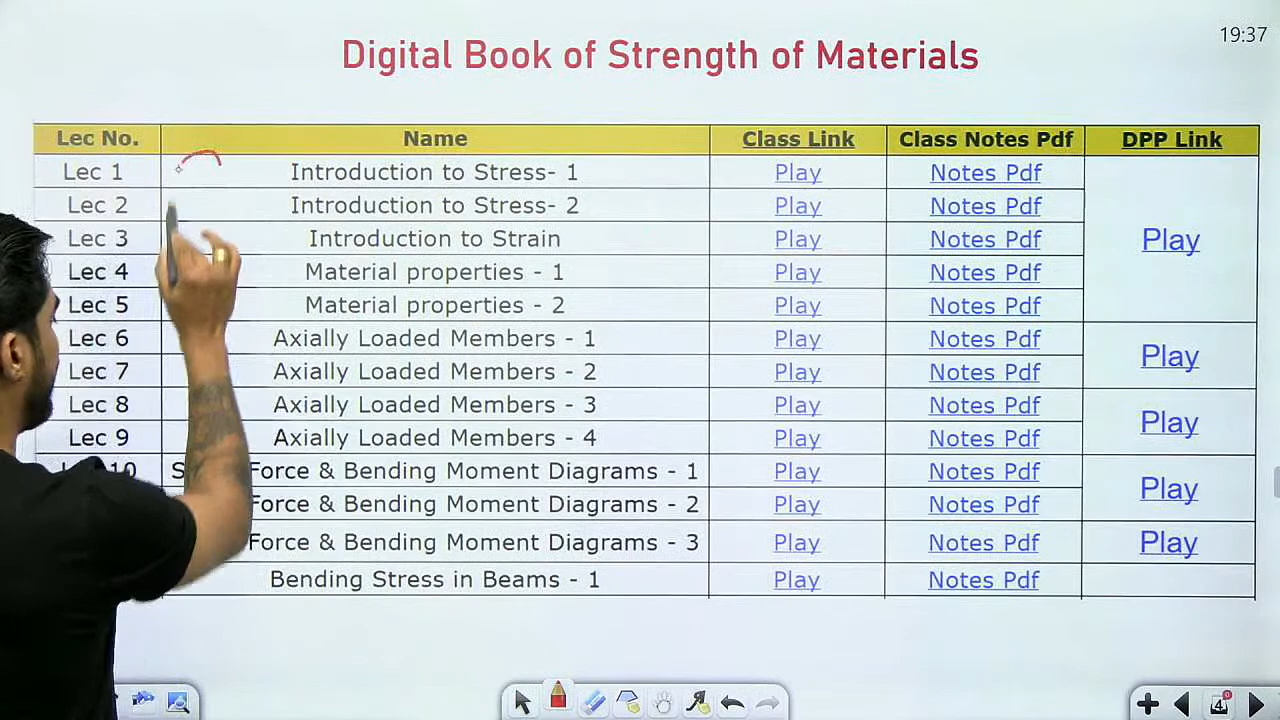 19:37
Digital Book of Strength of Materials
Lec No. Name Class Link Class Notes Pdf DPP Link
Lec 1 Introduction to Stress- 1 Play Notes Pdf
Lec 2 Introduction to Stress- 2 Play Notes Pdf
Lec 3 Introduction to Strain Play Notes Pdf Play
Lec 4 Material properties - 1 Play Notes Pdf
Lec 5 Material properties - 2 Play Notes Pdf
Lec 6 Axially Loaded Members - 1 Play Notes Pdf Play
Lec 7 Axially Loaded Members - 2 Play Notes Pdf
Lec 8 Axially Loaded Members - 3 Play Notes Pdf Play
Lec 9 Axially Loaded Members - 4 Play Notes Pdf
10 Force & Bending Moment Diagrams - 1 Play Notes Pdf Play
Force & Bending Moment Diagrams - 2 Play Notes Pdf
Force & Bending Moment Diagrams - 3 Play Notes Pdf Play
Bending Stress in Beams - 1 Play Notes Pdf
4
0